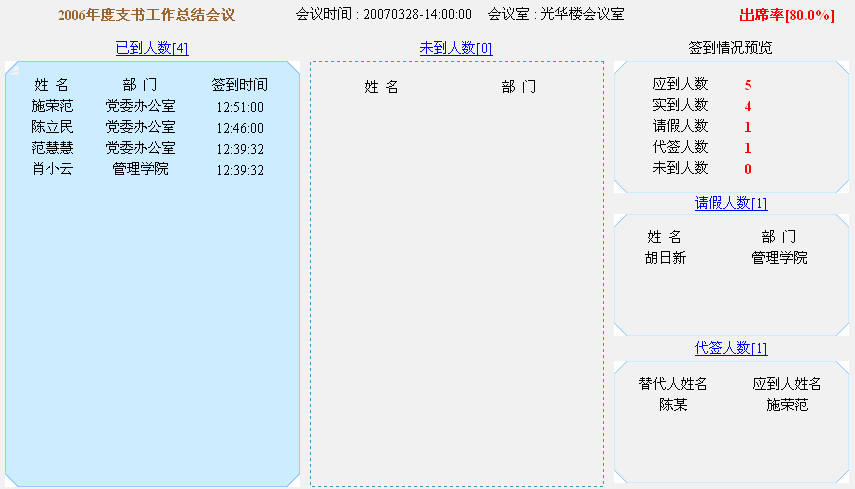 2006年度支书工作总结会议 会议时间 : 20070328-14:00:00 会议室 : 光华楼会议室 出席率[80.0%]
已到人数[4]
姓 名 部 门 签到时间
施荣范 党委办公室 12:51:00
陈立民 党委办公室 12:46:00
范慧慧 党委办公室 12:39:32
肖小云 管理学院 12:39:32
未到人数[0]
姓 名 部 门
签到情况预览
应到人数 5
实到人数 4
请假人数 1
代签人数 1
未到人数 0
请假人数[1]
姓 名 部 门
胡日新 管理学院
代签人数[1]
替代人姓名 应到人姓名
陈某 施荣范